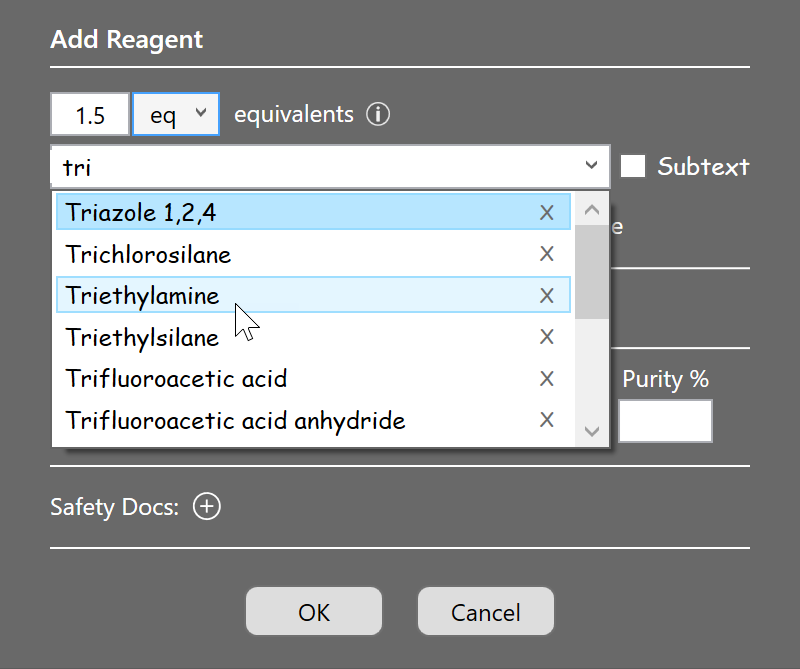 Add Reagent
1.5 eq equivalents
tri Subtext
Triazole 1,2,4 X
Trichlorosilane X
Triethylamine X
Triethylsilane X
Trifluoroacetic acid X
Purity %
Trifluoroacetic acid anhydride X
Safety Docs:
OK Cancel